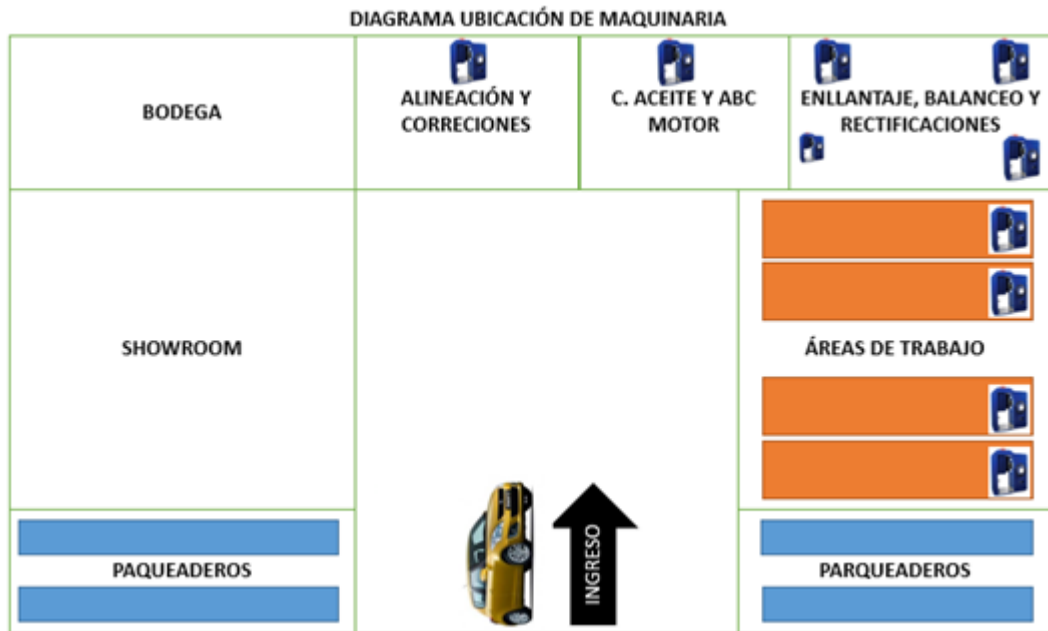 DIAGRAMA UBICACIÓN DE MAQUINARIA
BODEGA
ALINEACIÓN Y
CORRECIONES
C. ACEITE Y ABC
MOTOR
ENLLANTAJE, BALANCEO Y
RECTIFICACIONES
SHOWROOM
ÁREAS DE TRABAJO
INGRESO
PAQUEADEROS
PARQUEADEROS